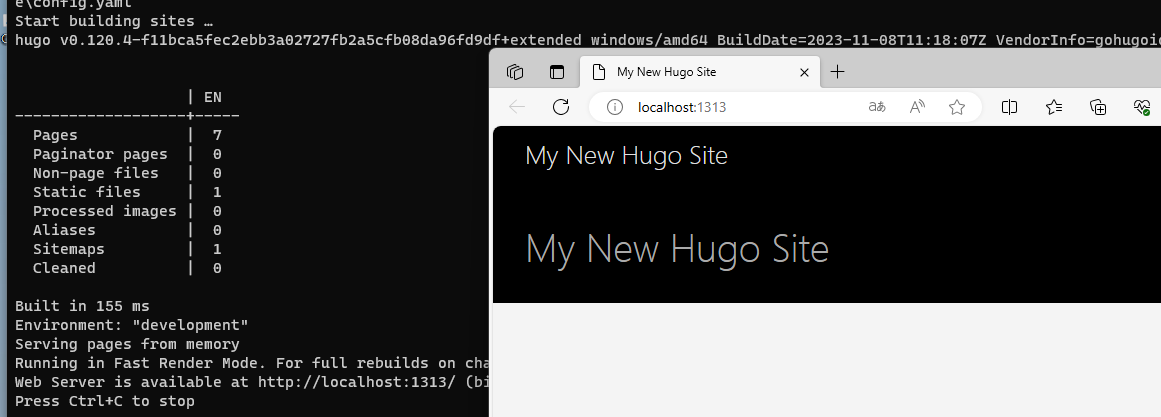 e\config.yaml
Start building sites …
hugo v0.120.4-f11bca5fec2ebb3a02727fb2a5cfb08da96fd9df+extended windows/amd64 BuildDate=2023-11-08T11:18:07Z VendorInfo=gohugoio
| EN
-------------------+-----
Pages | 7
Paginator pages | 0
Non-page files | 0
Static files | 1
Processed images | 0
Aliases | 0
Sitemaps | 1
Cleaned | 0
Built in 155 ms
Environment: "development"
Serving pages from memory
Running in Fast Render Mode. For full rebuilds on cha
Web Server is available at http://localhost:1313/ (bi
Press Ctrl+C to stop
My New Hugo Site
localhost:1313
My New Hugo Site
My New Hugo Site